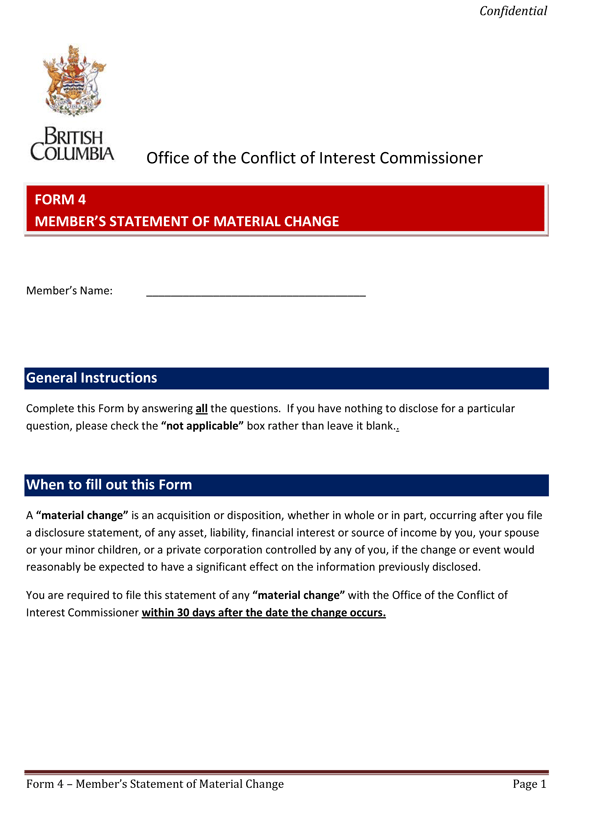 Confidential
BRITISH
COLUMBIA
Office of the Conflict of Interest Commissioner
FORM 4
MEMBER'S STATEMENT OF MATERIAL CHANGE
Member's Name: ___________________________________
General Instructions
Complete this Form by answering all the questions.  If you have nothing to disclose for a particular
question, please check the "not applicable" box rather than leave it blank..
When to fill out this Form
A "material change" is an acquisition or disposition, whether in whole or in part, occurring after you file
a disclosure statement, of any asset, liability, financial interest or source of income by you, your spouse
or your minor children, or a private corporation controlled by any of you, if the change or event would
reasonably be expected to have a significant effect on the information previously disclosed.
You are required to file this statement of any "material change" with the Office of the Conflict of
Interest Commissioner within 30 days after the date the change occurs.
Form 4 – Member's Statement of Material Change Page 1